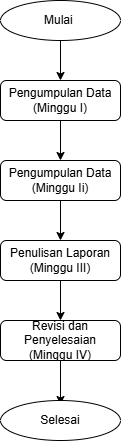 Mulai
Pengumpulan Data
(Minggu I)
Pengumpulan Data
(Minggu Ii)
Penulisan Laporan
(Minggu III)
Revisi dan
Penyelesaian
(Minggu IV)
Selesai